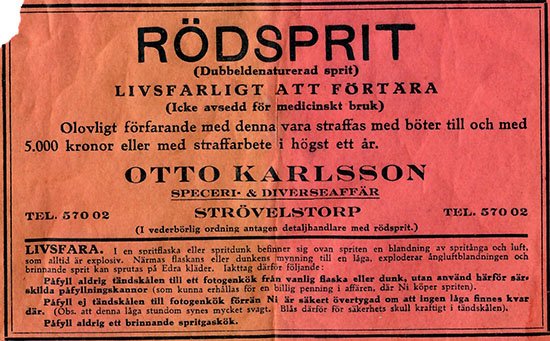 RÖDSPRIT
(Dubbeldenaturerad sprit)
LIVSFARLIGT ATT FÖRTÄRA
(Icke avsedd för medicinskt bruk)
Olovligt förfarande med denna vara straffas med böter till och med
5.000 kronor eller med straffarbete i högst ett år.
OTTO KARLSSON
SPECERI- & DIVERSEAFFÄR
TEL. 570 02 STRÖVELSTORP TEL. 570 02
(I vederbörlig ordning antagen detaljhandlare med rödsprit.)
LIVSFARA. I en spritflaska eller spritdunk befinner sig ovan spriten en blandning av spritånga och luft,
som alltid är explosiv. Närmas flaskans eller dunkens mynning till en låga, exploderar ångluftblandningen och
brinnande sprit kan sprutas på Edra kläder. Iakttag därför följande:
Påfyll aldrig tändskålen till ett fotogenkök från vanlig flaska eller dunk, utan använd härför sär-
skilda påfyllningskannor (som kunna erhållas för en billig penning i affären, där Ni köper spriten).
Påfyll ej tändskålen till fotogenköket förrän Ni är säkert övertygad om att ingen låga finnes kvar
där. (Obs. att denna låga stundom synes mycket svagt. Blås därför för säkerhets skull kraftigt i tändskålen).
Påfyll aldrig ett brinnande spritgaskök.